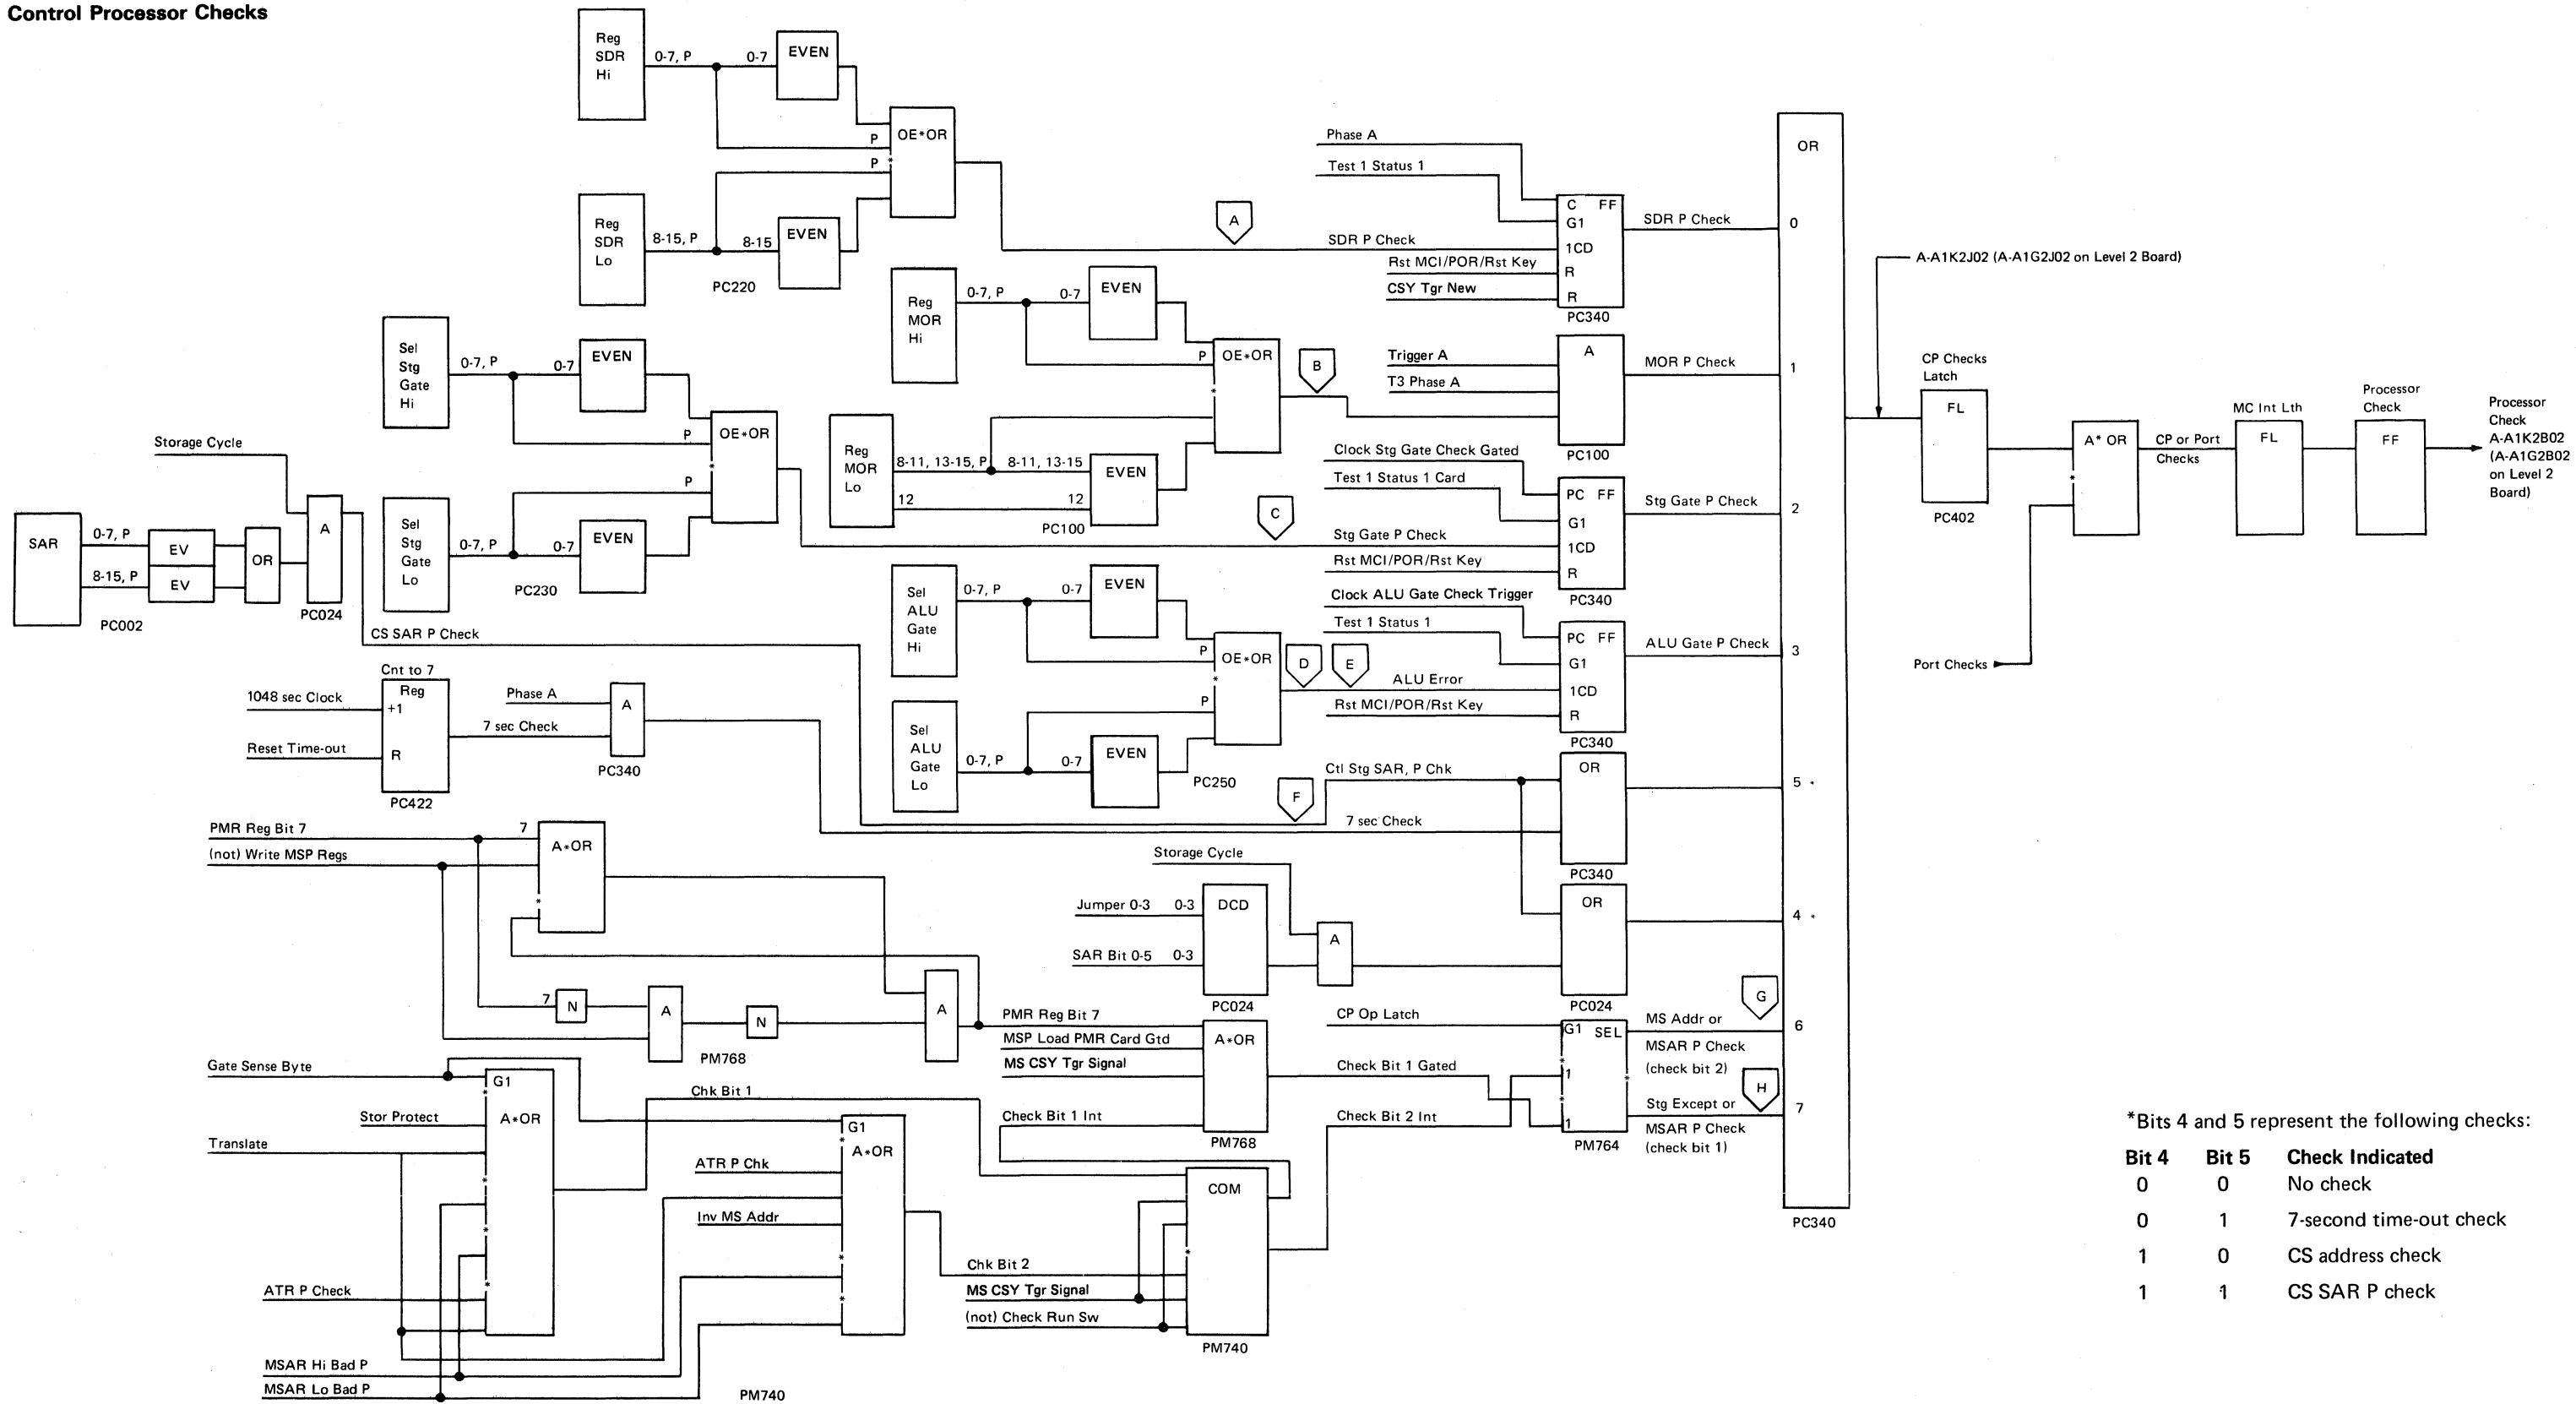 Control Processor Checks
Reg
SDR
Hi
0-7, P
0-7
EVEN
P
P
OE*OR
Reg
SDR
Lo
8-15, P
8-15
EVEN
PC220
Phase A
Test 1 Status 1
A
SDR P Check
Rst MCI/POR/Rst Key
CSY Tgr New
C FF
G1
1CD
R
R
PC340
SDR P Check
OR
0
Reg
MOR
Hi
0-7, P
0-7
EVEN
P
OE*OR
B
Reg
MOR
Lo
8-11, 13-15, P
8-11, 13-15
12
12
EVEN
PC100
Trigger A
T3 Phase A
A
PC100
MOR P Check
1
Sel
Stg
Gate
Hi
0-7, P
0-7
EVEN
P
P
OE*OR
Sel
Stg
Gate
Lo
0-7, P
0-7
EVEN
PC230
C
Clock Stg Gate Check Gated
Test 1 Status 1 Card
Stg Gate P Check
Rst MCI/POR/Rst Key
PC FF
G1
1CD
R
PC340
Stg Gate P Check
2
Storage Cycle
SAR
0-7, P
8-15, P
EV
EV
OR
A
PC002
PC024
CS SAR P Check
Sel
ALU
Gate
Hi
0-7, P
0-7
EVEN
P
P
OE*OR
Sel
ALU
Gate
Lo
0-7, P
0-7
EVEN
PC250
D
E
Clock ALU Gate Check Trigger
Test 1 Status 1
ALU Error
Rst MCI/POR/Rst Key
PC FF
G1
1CD
R
PC340
ALU Gate P Check
3
Cnt to 7
1048 sec Clock
Reset Time-out
Reg
+1
R
PC422
Phase A
7 sec Check
A
PC340
F
Ctl Stg SAR, P Chk
7 sec Check
OR
PC340
5 *
PMR Reg Bit 7
(not) Write MSP Regs
7
A*OR
*
7
N
A
N
A
PM768
Storage Cycle
Jumper 0-3
0-3
SAR Bit 0-5
0-3
DCD
PC024
A
OR
PC024
4 *
PMR Reg Bit 7
MSP Load PMR Card Gtd
MS CSY Tgr Signal
Check Bit 1 Int
A*OR
PM768
CP Op Latch
Check Bit 1 Gated
Check Bit 2 Int
G1 SEL
1
1
PM764
G
MS Addr or
MSAR P Check
(check bit 2)
6
H
Stg Except or
MSAR P Check
(check bit 1)
7
PC340
Gate Sense Byte
Stor Protect
Translate
ATR P Check
MSAR Hi Bad P
MSAR Lo Bad P
G1
A*OR
Chk Bit 1
ATR P Chk
Inv MS Addr
G1
A*OR
PM740
Chk Bit 2
MS CSY Tgr Signal
(not) Check Run Sw
COM
PM740
A-A1K2J02 (A-A1G2J02 on Level 2 Board)
CP Checks
Latch
FL
PC402
Port Checks
A* OR
*
CP or Port
Checks
MC Int Lth
FL
Processor
Check
FF
Processor
Check
A-A1K2B02
(A-A1G2B02
on Level 2
Board)
*Bits 4 and 5 represent the following checks:
Bit 4 Bit 5 Check Indicated
0 0 No check
0 1 7-second time-out check
1 0 CS address check
1 1 CS SAR P check